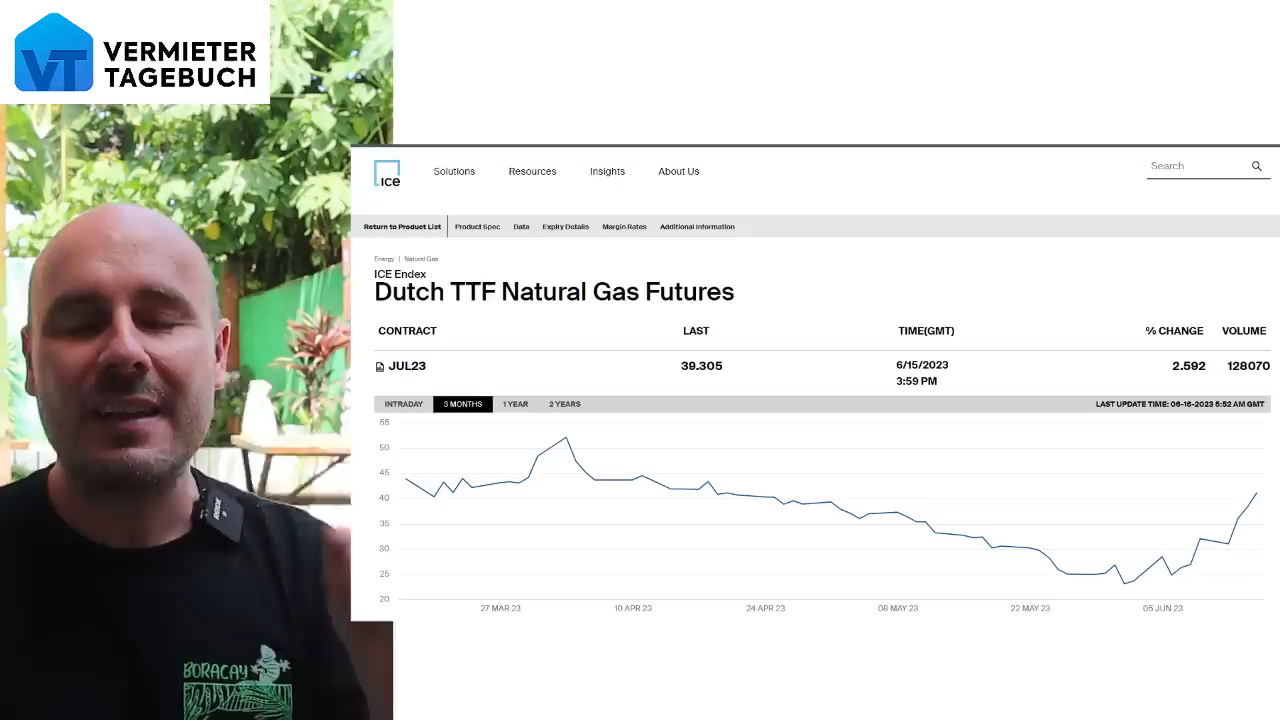 VT VERMIETER
TAGEBUCH
ICE
Solutions Resources Insights About Us
Search
Return to Product List Product Spec Data Expiry Details Margin Rates Additional Information
Energy | Natural Gas
ICE Endex
Dutch TTF Natural Gas Futures
CONTRACT LAST TIME(GMT) % CHANGE VOLUME
JUL23 39.305 6/15/2023 2.592 128070
3:59 PM
INTRADAY 3 MONTHS 1 YEAR 2 YEARS LAST UPDATE TIME: 06-16-2023 5:52 AM GMT
55
50
45
40
35
30
25
20
27 MAR 23 10 APR 23 24 APR 23 08 MAY 23 22 MAY 23 05 JUN 23
BORACAY